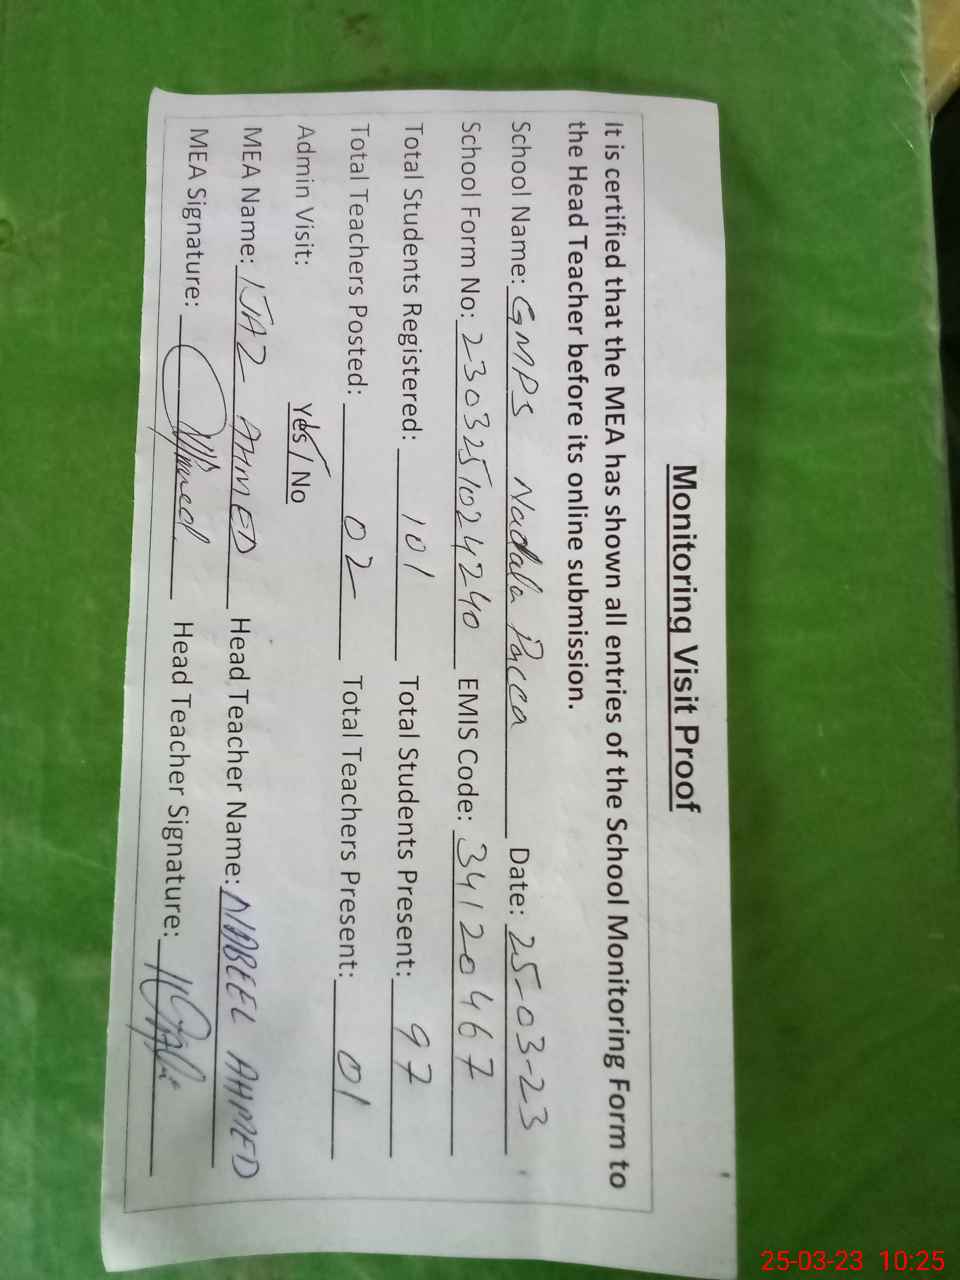 Monitoring Visit Proof
It is certified that the MEA has shown all entries of the School Monitoring Form to
the Head Teacher before its online submission.
School Name: GMPS Nadala Pacca Date: 25-03-23
School Form No: 2303251024240 EMIS Code: 34120467
Total Students Registered: 101 Total Students Present: 97
Total Teachers Posted: 02 Total Teachers Present: 01
Admin Visit: Yes / No
MEA Name: IJAZ AHMED Head Teacher Name: NABEEL AHMED
MEA Signature: Ahmed Head Teacher Signature:
25-03-23 10:25